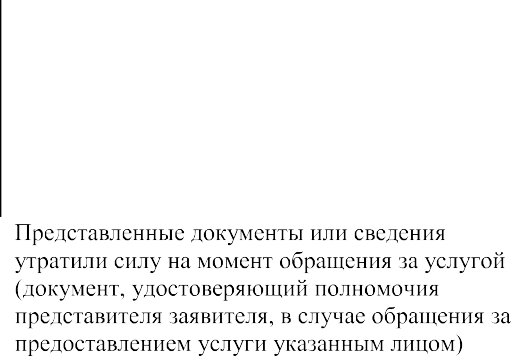 Представленные документы или сведения
утратили силу на момент обращения за услугой
(документ, удостоверяющий полномочия
представителя заявителя, в случае обращения за
предоставлением услуги указанным лицом)